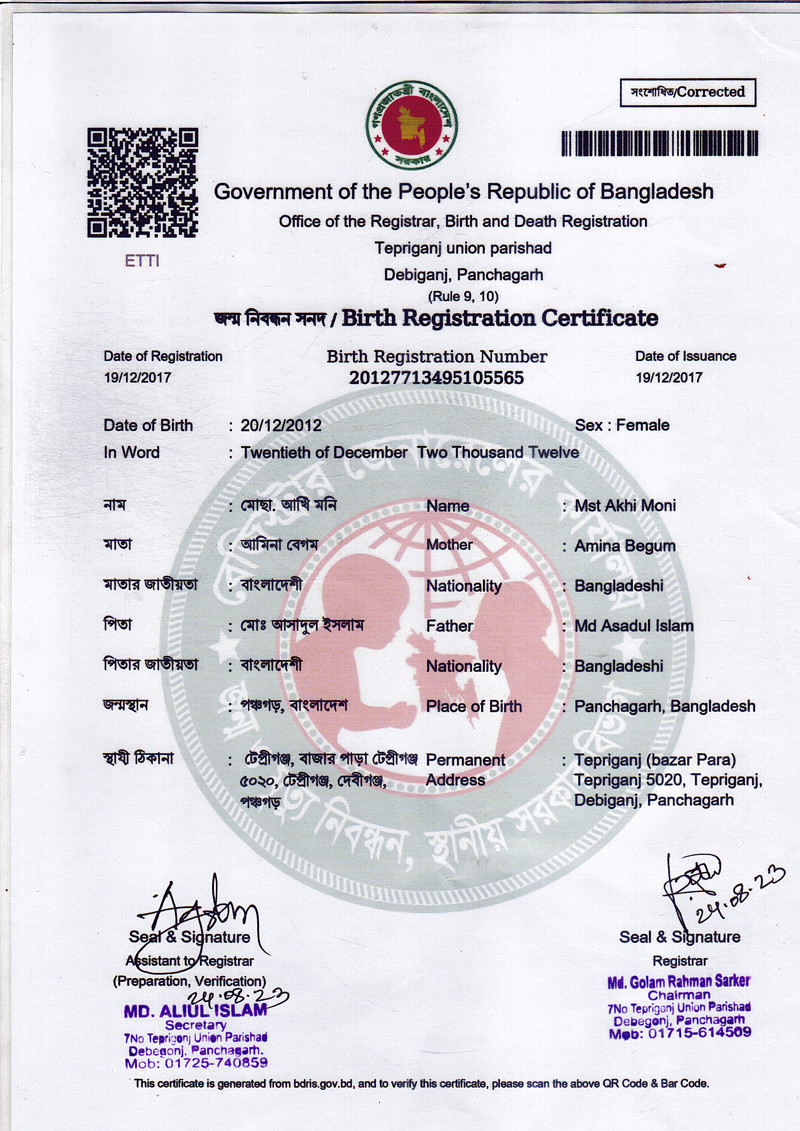 সংশোধিত/Corrected
গণপ্রজাতন্ত্রী বাংলাদেশ
সরকার
ETTI
Government of the People's Republic of Bangladesh
Office of the Registrar, Birth and Death Registration
Tepriganj union parishad
Debiganj, Panchagarh
(Rule 9, 10)
জন্ম নিবন্ধন সনদ / Birth Registration Certificate
Date of Registration Birth Registration Number Date of Issuance
19/12/2017 20127713495105565 19/12/2017
Date of Birth : 20/12/2012 Sex : Female
In Word : Twentieth of December Two Thousand Twelve
নাম : মোছা. আখি মনি Name : Mst Akhi Moni
মাতা : আমিনা বেগম Mother : Amina Begum
মাতার জাতীয়তা : বাংলাদেশী Nationality : Bangladeshi
পিতা : মোঃ আসাদুল ইসলাম Father : Md Asadul Islam
পিতার জাতীয়তা : বাংলাদেশী Nationality : Bangladeshi
জন্মস্থান : পঞ্চগড়, বাংলাদেশ Place of Birth : Panchagarh, Bangladesh
স্থায়ী ঠিকানা : টেপ্রীগঞ্জ, বাজার পাড়া টেপ্রীগঞ্জ Permanent : Tepriganj (bazar Para)
৫০২০, টেপ্রীগঞ্জ, দেবীগঞ্জ, Address Tepriganj 5020, Tepriganj,
পঞ্চগড় Debiganj, Panchagarh
রেজিস্টার জেনারেলের কার্যালয়
জন্ম ও মৃত্যু নিবন্ধন, স্থানীয় সরকার বিভাগ
24.08.23
Seal & Signature Seal & Signature
Assistant to Registrar Registrar
(Preparation, Verification)
24.08.23
MD. ALIUL ISLAM
Secretary
7No Tepriganj Union Parishad
Debegonj, Panchagarh.
Mob: 01725-740859
Md. Golam Rahman Sarker
Chairman
7No Tepriganj Union Parishad
Debegonj, Panchagarh
Mob: 01715-614509
This certificate is generated from bdris.gov.bd, and to verify this certificate, please scan the above QR Code & Bar Code.